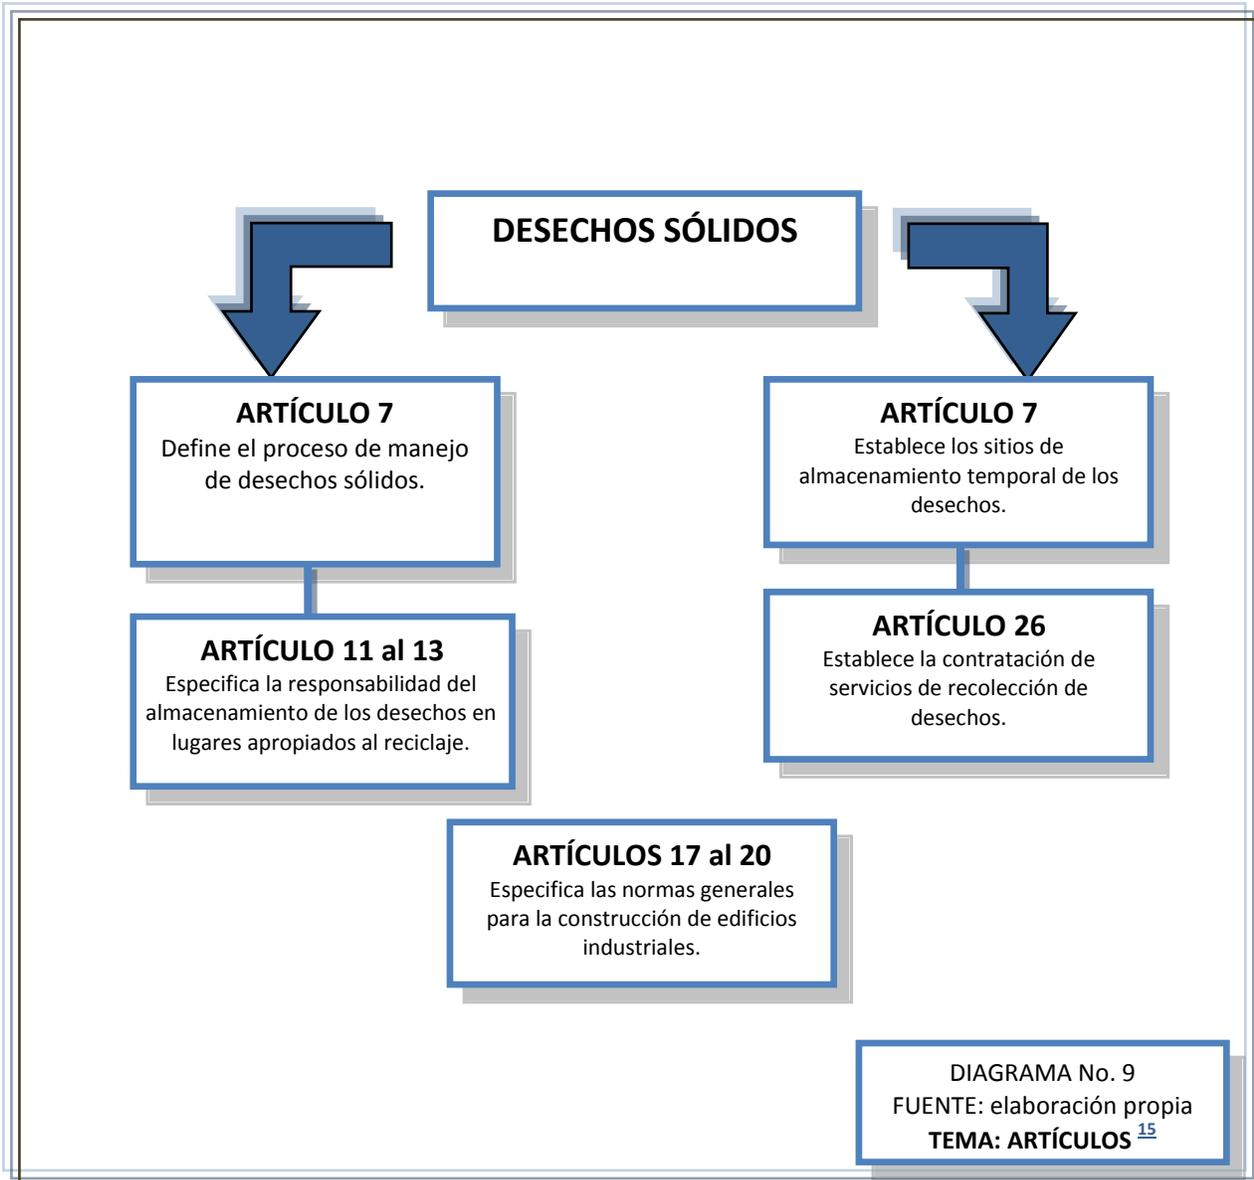 DESECHOS SÓLIDOS
ARTÍCULO 7
Define el proceso de manejo
de desechos sólidos.
ARTÍCULO 7
Establece los sitios de
almacenamiento temporal de los
desechos.
ARTÍCULO 11 al 13
Especifica la responsabilidad del
almacenamiento de los desechos en
lugares apropiados al reciclaje.
ARTÍCULO 26
Establece la contratación de
servicios de recolección de
desechos.
ARTÍCULOS 17 al 20
Especifica las normas generales
para la construcción de edificios
industriales.
DIAGRAMA No. 9
FUENTE: elaboración propia
TEMA: ARTÍCULOS 15